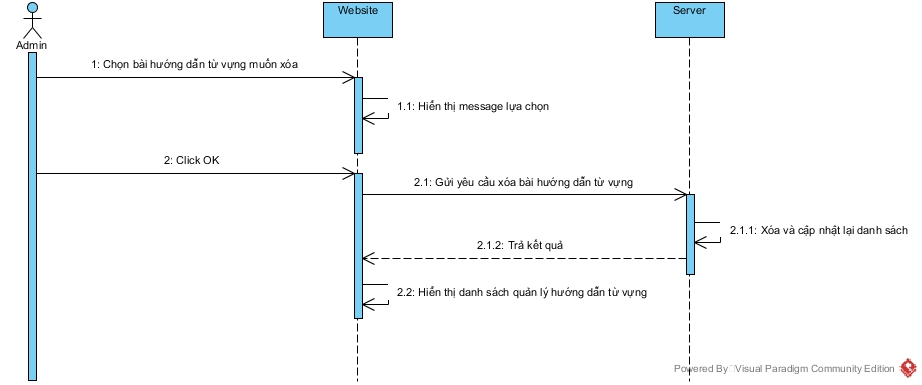 Website
Server
Admin
1: Chọn bài hướng dẫn từ vựng muốn xóa
1.1: Hiển thị message lựa chọn
2: Click OK
2.1: Gửi yêu cầu xóa bài hướng dẫn từ vựng
2.1.1: Xóa và cập nhật lại danh sách
2.1.2: Trả kết quả
2.2: Hiển thị danh sách quản lý hướng dẫn từ vựng
Powered By Visual Paradigm Community Edition